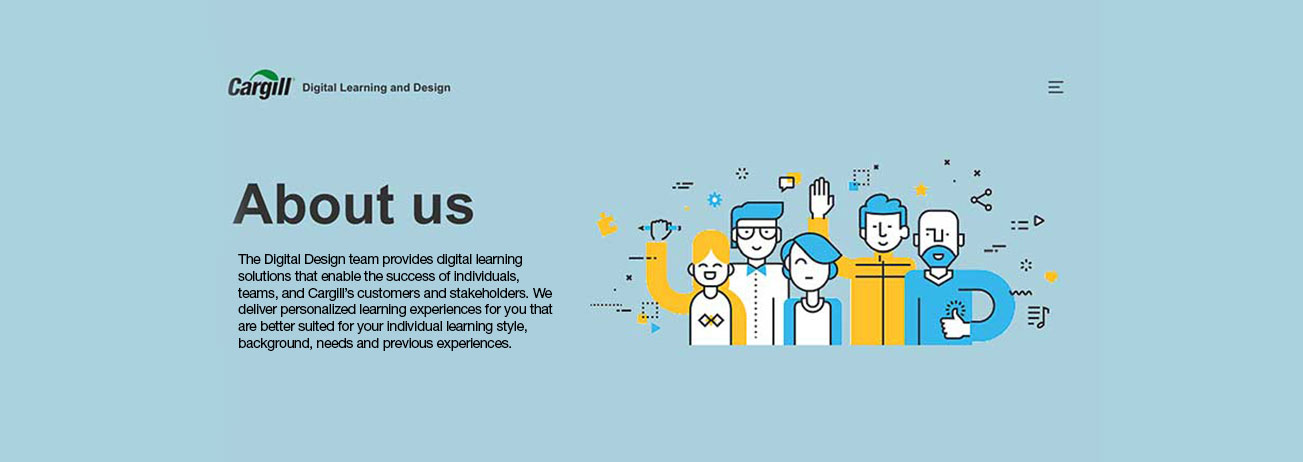 Cargill Digital Learning and Design
About us
The Digital Design team provides digital learning
solutions that enable the success of individuals,
teams, and Cargill's customers and stakeholders. We
deliver personalized learning experiences for you that
are better suited for your individual learning style,
background, needs and previous experiences.